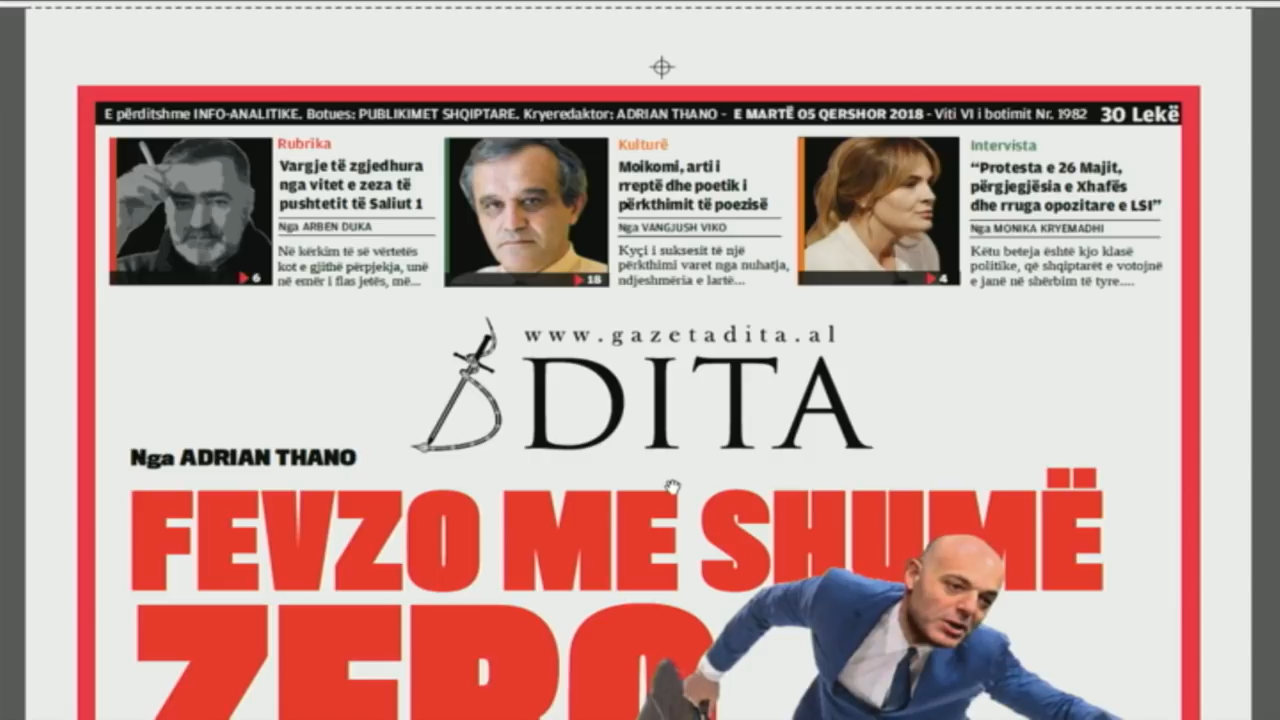 E përditshme INFO-ANALITIKE. Botues: PUBLIKIMET SHQIPTARE. Kryeredaktor: ADRIAN THANO - E MARTË 05 QERSHOR 2018 - Viti VI i botimit Nr. 1982 30 Lekë
Rubrika
Vargje të zgjedhura
nga vitet e zeza të
pushtetit të Saliut 1
Nga ARBEN DUKA
Në kërkim të së vërtetës
kot e gjithë përpjekja, unë
në emër i flas jetës, më...
6
Kulturë
Moikomi, arti i
rreptë dhe poetik i
përkthimit të poezisë
Nga VANGJUSH VIKO
Kyçi i suksesit të një
përkthimi varet nga nuhatja,
ndjeshmëria e lartë...
18
Intervista
“Protesta e 26 Majit,
përgjegjësia e Xhafës
dhe rruga opozitare e LSI”
Nga MONIKA KRYEMADHI
Këtu beteja është kjo klasë
politike, që shqiptarët e votojnë
e janë në shërbim të tyre....
4
www.gazetadita.al
DITA
Nga ADRIAN THANO
FEVZO ME SHUMË
ZERO